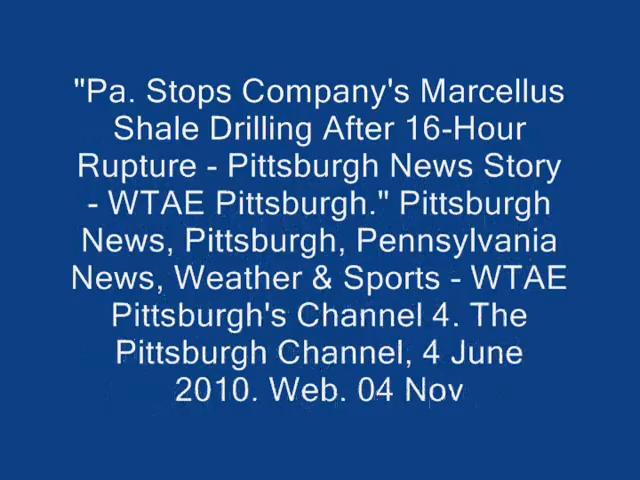 "Pa. Stops Company's Marcellus
Shale Drilling After 16-Hour
Rupture - Pittsburgh News Story
- WTAE Pittsburgh." Pittsburgh
News, Pittsburgh, Pennsylvania
News, Weather & Sports - WTAE
Pittsburgh's Channel 4. The
Pittsburgh Channel, 4 June
2010. Web. 04 Nov